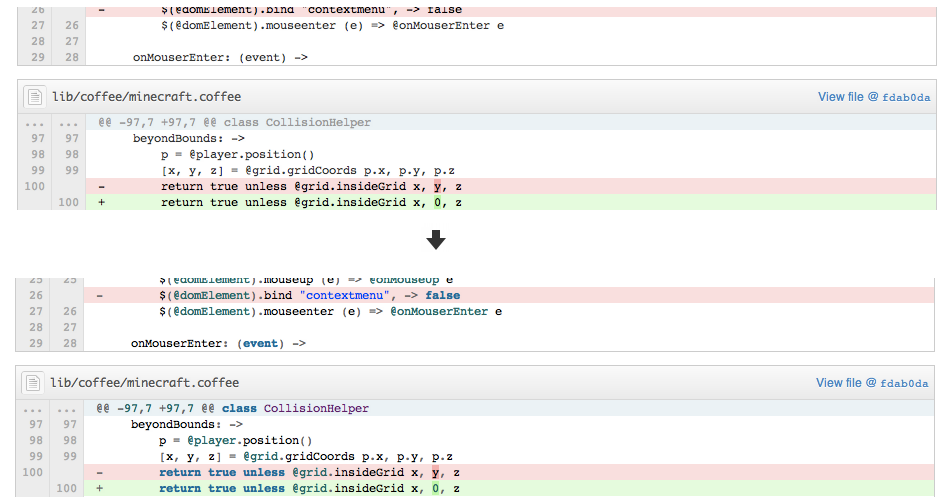 26 - $(@domElement).bind "contextmenu", -> false
27 26 $(@domElement).mouseenter (e) => @onMouserEnter e
28 27
29 28 onMouserEnter: (event) ->
lib/coffee/minecraft.coffee View file @ fdab0da
... ... @@ -97,7 +97,7 @@ class CollisionHelper
97 97 beyondBounds: ->
98 98 p = @player.position()
99 99 [x, y, z] = @grid.gridCoords p.x, p.y, p.z
100 - return true unless @grid.insideGrid x, y, z
100 + return true unless @grid.insideGrid x, 0, z
25 25 $(@domElement).mouseup (e) => @onMouseUp e
26 - $(@domElement).bind "contextmenu", -> false
27 26 $(@domElement).mouseenter (e) => @onMouserEnter e
28 27
29 28 onMouserEnter: (event) ->
lib/coffee/minecraft.coffee View file @ fdab0da
... ... @@ -97,7 +97,7 @@ class CollisionHelper
97 97 beyondBounds: ->
98 98 p = @player.position()
99 99 [x, y, z] = @grid.gridCoords p.x, p.y, p.z
100 - return true unless @grid.insideGrid x, y, z
100 + return true unless @grid.insideGrid x, 0, z